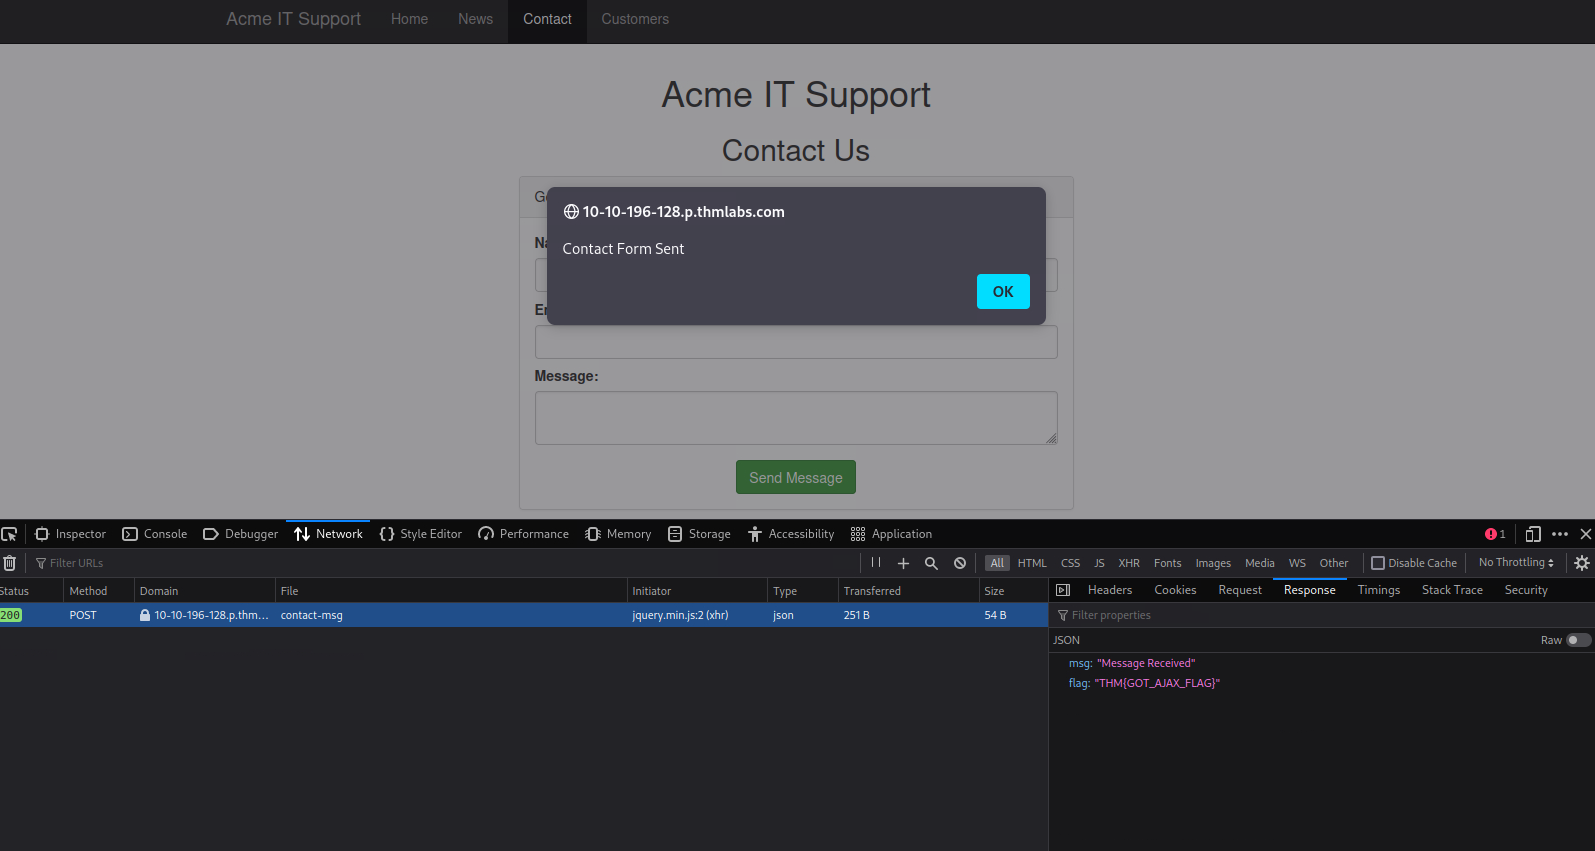 Acme IT Support Home News Contact Customers
Acme IT Support
Contact Us
10-10-196-128.p.thmlabs.com
Contact Form Sent
OK
Message:
Send Message
Inspector Console Debugger Network Style Editor Performance Memory Storage Accessibility Application 1
Filter URLs All HTML CSS JS XHR Fonts Images Media WS Other Disable Cache No Throttling
Status Method Domain File Initiator Type Transferred Size
200 POST 10-10-196-128.p.thm... contact-msg jquery.min.js:2 (xhr) json 251 B 54 B
Headers Cookies Request Response Timings Stack Trace Security
Filter properties
JSON Raw
msg: "Message Received"
flag: "THM{GOT_AJAX_FLAG}"